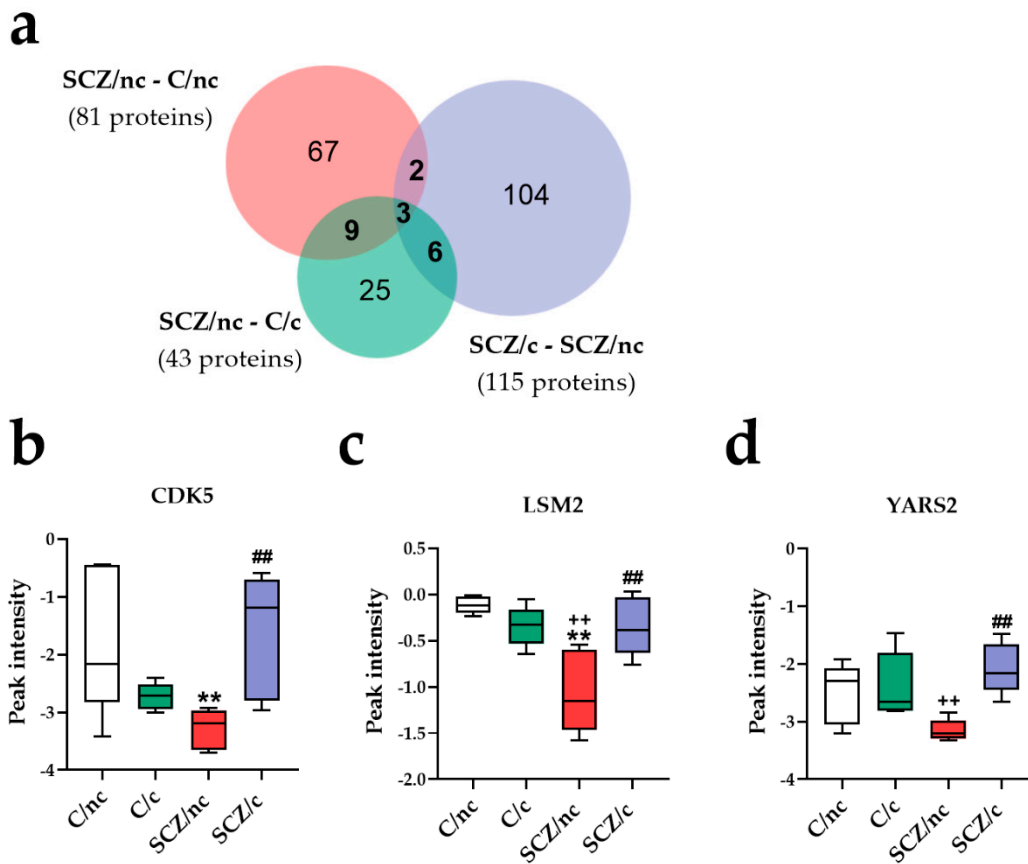 a
SCZ/nc - C/nc
(81 proteins)
67
2
104
3
9
6
25
SCZ/nc - C/c
(43 proteins)
SCZ/c - SCZ/nc
(115 proteins)
b
CDK5
Peak intensity
0
-1
-2
-3
-4
**
##
C/nc
C/c
SCZ/nc
SCZ/c
c
LSM2
Peak intensity
0.5
0.0
-0.5
-1.0
-1.5
-2.0
++
**
##
C/nc
C/c
SCZ/nc
SCZ/c
d
YARS2
Peak intensity
0
-1
-2
-3
-4
++
##
C/nc
C/c
SCZ/nc
SCZ/c